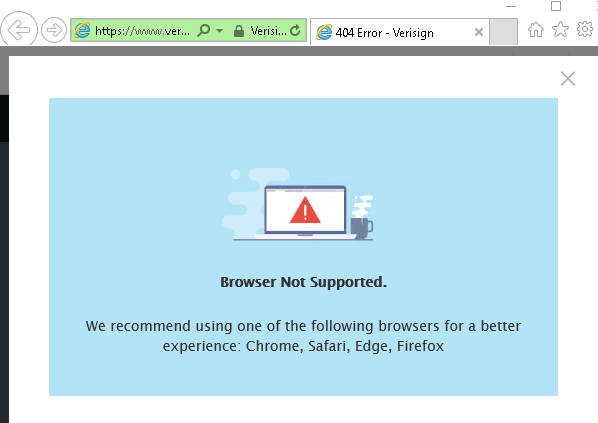 https://www.ver... Verisi...
404 Error - Verisign
Browser Not Supported.
We recommend using one of the following browsers for a better
experience: Chrome, Safari, Edge, Firefox